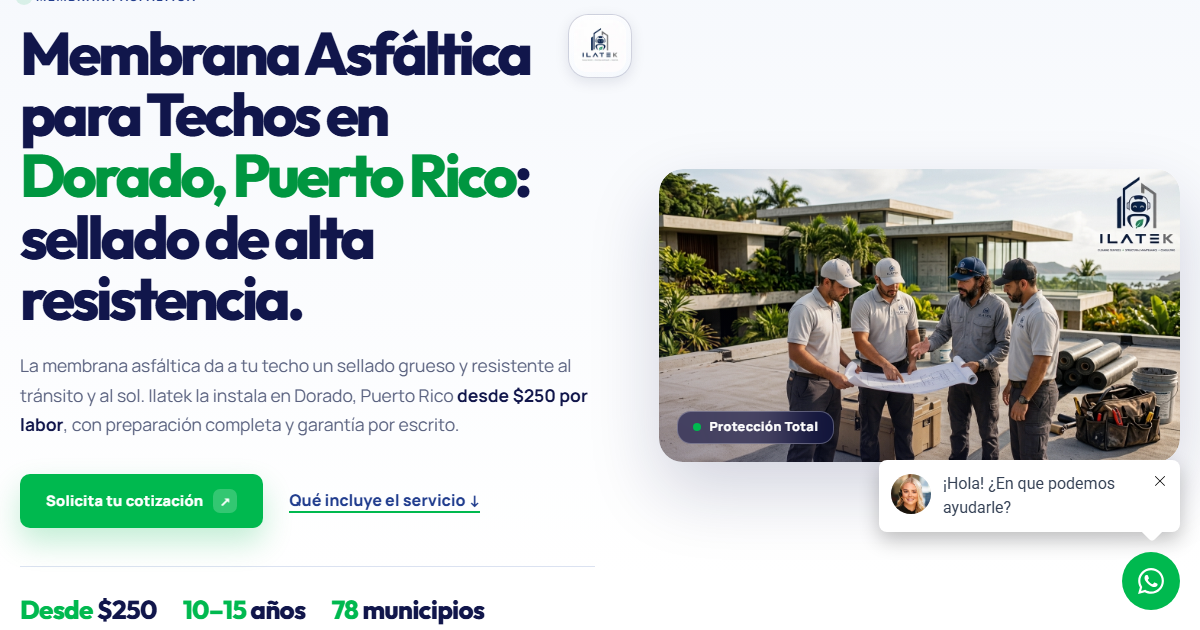 Membrana Asfáltica
para Techos en
Dorado, Puerto Rico:
sellado de alta
resistencia.
ILATEK
La membrana asfáltica da a tu techo un sellado grueso y resistente al
tránsito y al sol. Ilatek la instala en Dorado, Puerto Rico desde $250 por
labor, con preparación completa y garantía por escrito.
Solicita tu cotización ↗
Qué incluye el servicio ↓
Desde $250
10–15 años
78 municipios
ILATEK
Protección Total
¡Hola! ¿En que podemos
ayudarle?